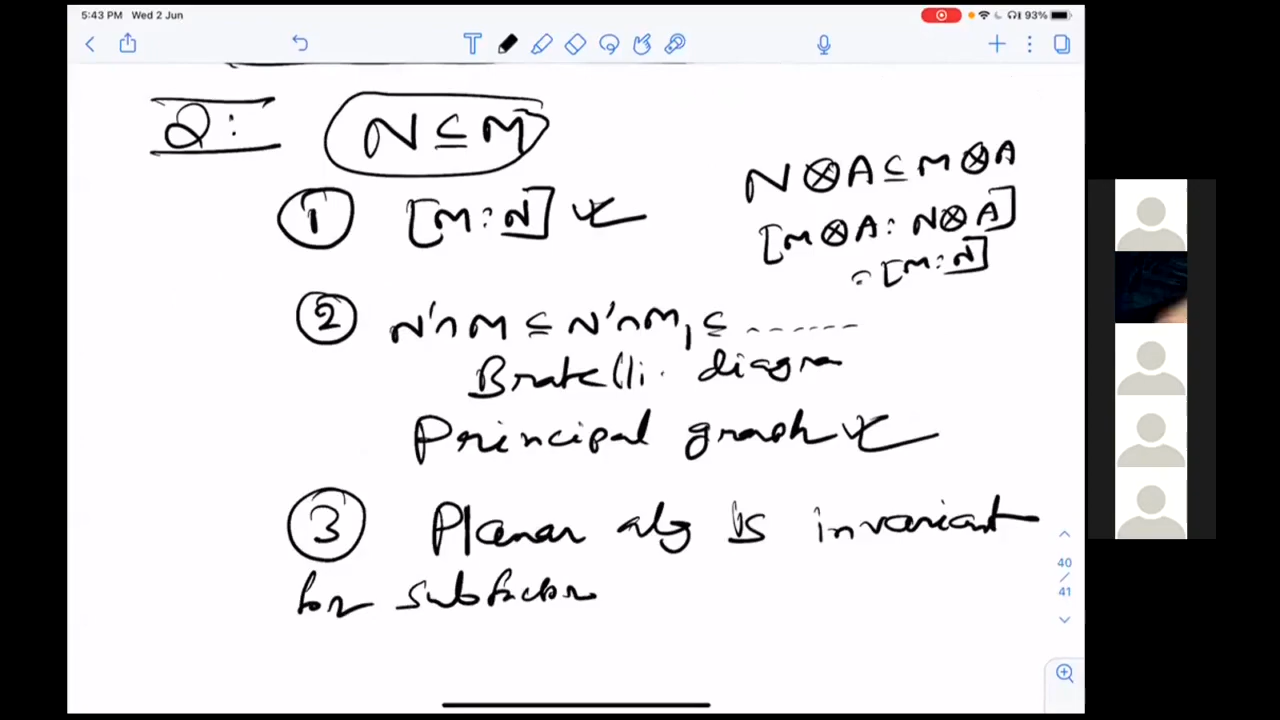 5:43 PM Wed 2 Jun
93%
Q: N ⊆ M
N ⊗ A ⊆ M ⊗ A
① [M : N]
[M ⊗ A : N ⊗ A]
= [M : N]
② N'∩M ⊆ N'∩M₁ ⊆ ------
Bratelli diagra
Principal graph
③ Planar alg is invariant
for subfactor
40
/
41